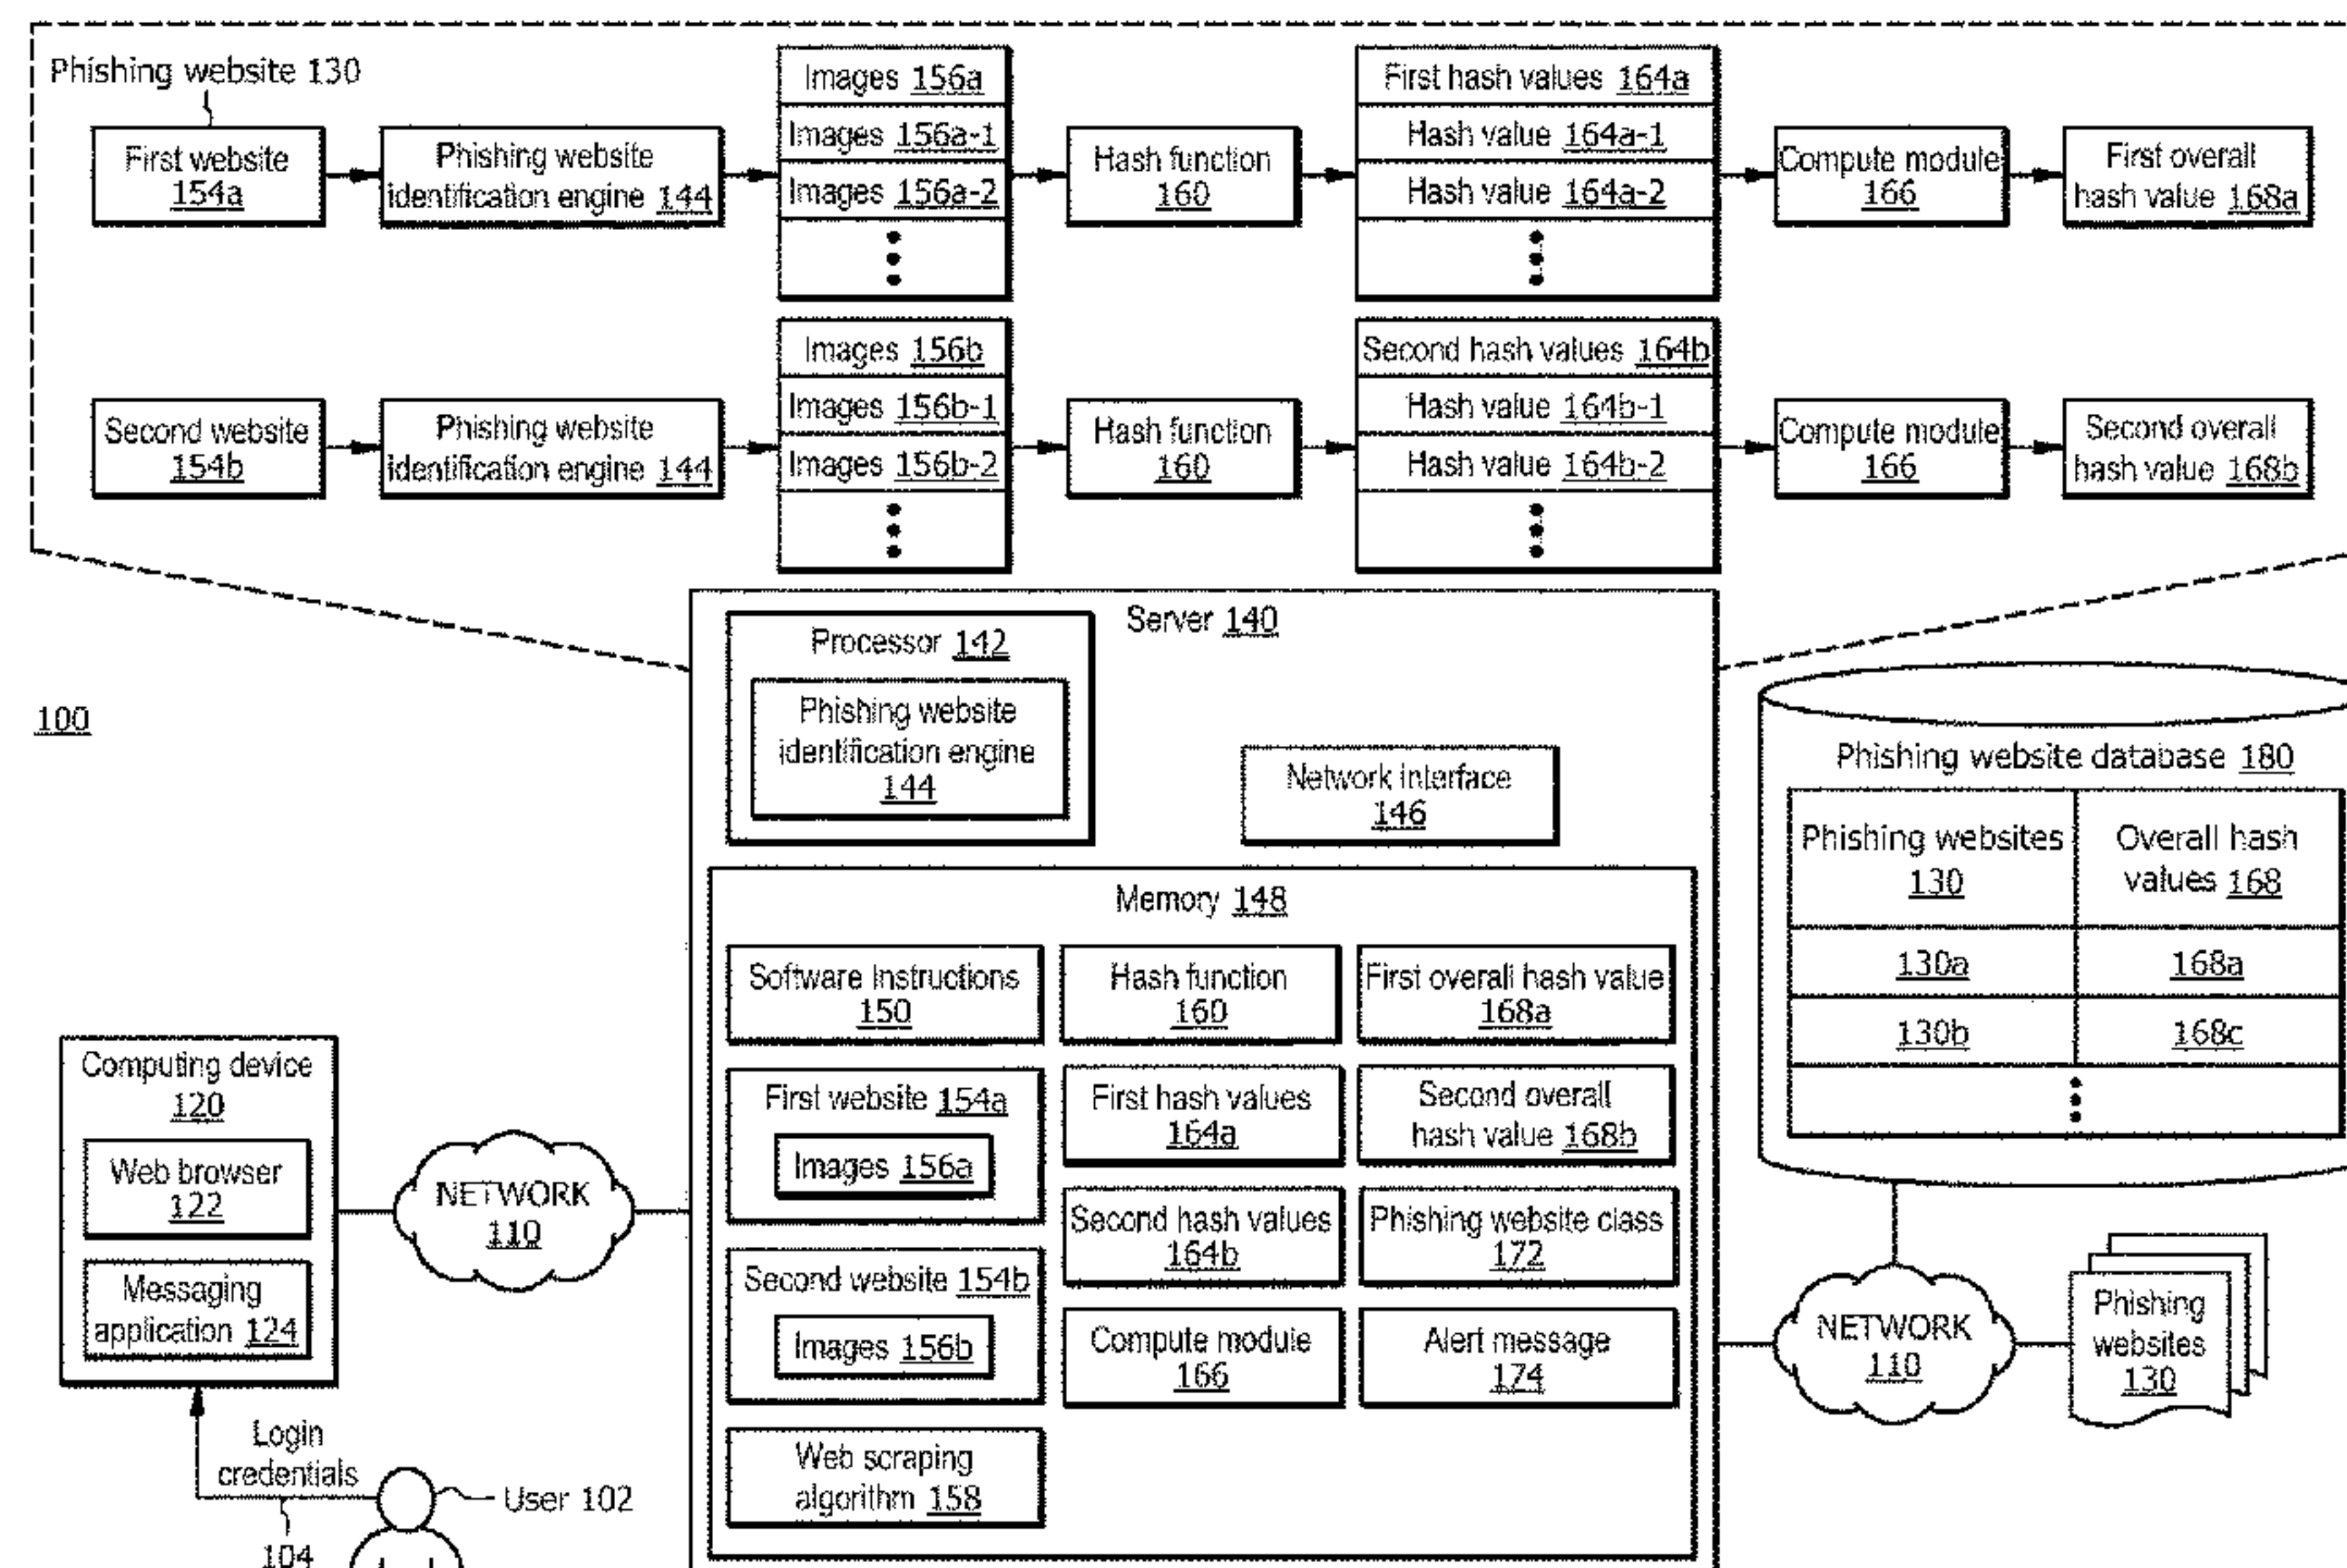 Phishing website 130
First website
154a
Phishing website
identification engine 144
Images 156a
Images 156a-1
Images 156a-2
Hash function
160
First hash values 164a
Hash value 164a-1
Hash value 164a-2
Compute module
166
First overall
hash value 168a
Second website
154b
Phishing website
identification engine 144
Images 156b
Images 156b-1
Images 156b-2
Hash function
160
Second hash values 164b
Hash value 164b-1
Hash value 164b-2
Compute module
166
Second overall
hash value 168b
100
Server 140
Processor 142
Phishing website
identification engine
144
Network interface
146
Memory 148
Software Instructions
150
Hash function
160
First overall hash value
168a
First website 154a
Images 156a
First hash values
164a
Second overall
hash value 168b
Second website 154b
Images 156b
Second hash values
164b
Phishing website class
172
Compute module
166
Alert message
174
Web scraping
algorithm 158
Computing device
120
Web browser
122
Messaging
application 124
NETWORK
110
Login
credentials
104
User 102
Phishing website database 180
Phishing websites
130
Overall hash
values 168
130a
168a
130b
168c
NETWORK
110
Phishing
websites
130